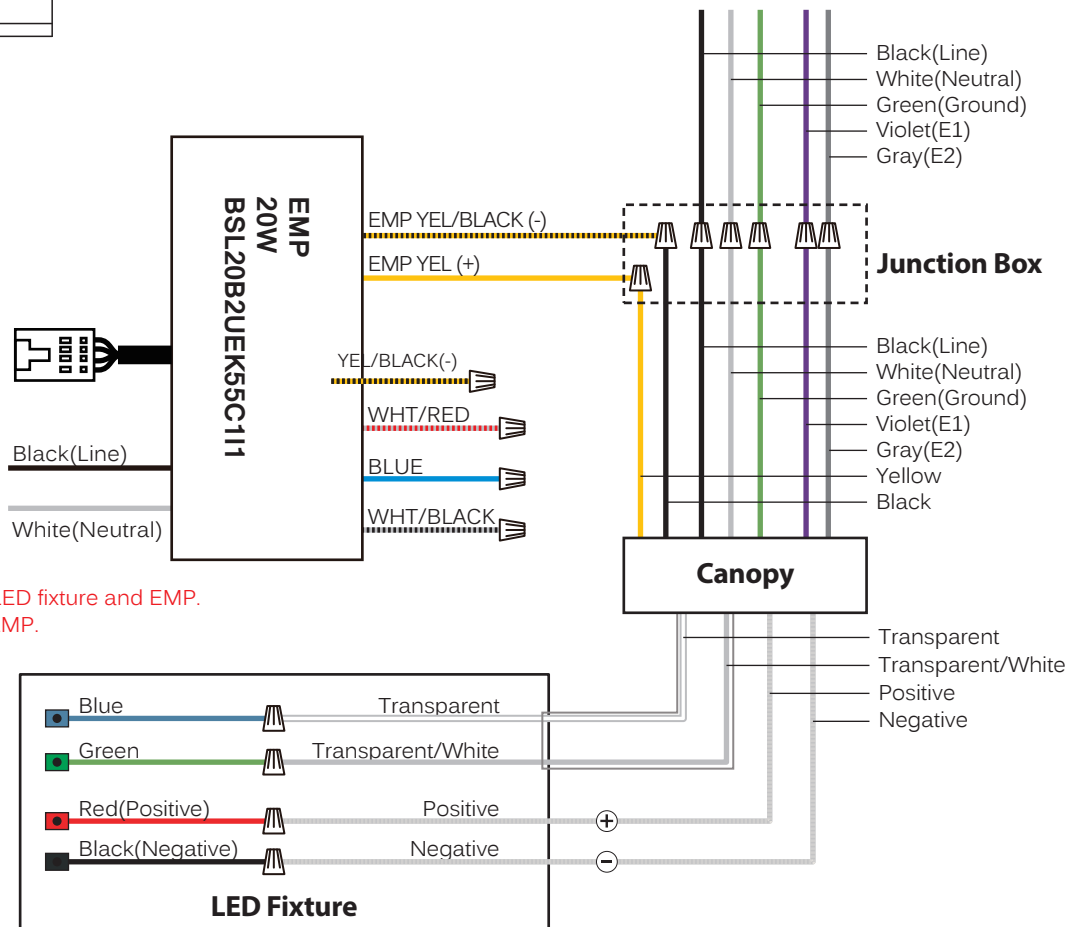 Black(Line)
White(Neutral)
Green(Ground)
Violet(E1)
Gray(E2)
EMP
20W
BSL20B2UEK55C1I1
EMP YEL/BLACK (-)
EMP YEL (+)
Junction Box
YEL/BLACK(-)
WHT/RED
BLUE
WHT/BLACK
Black(Line)
White(Neutral)
Black(Line)
White(Neutral)
Green(Ground)
Violet(E1)
Gray(E2)
Yellow
Black
Canopy
LED fixture and EMP.
EMP.
Transparent
Transparent/White
Positive
Negative
Blue
Transparent
Green
Transparent/White
Red(Positive)
Positive
+
Black(Negative)
Negative
−
LED Fixture